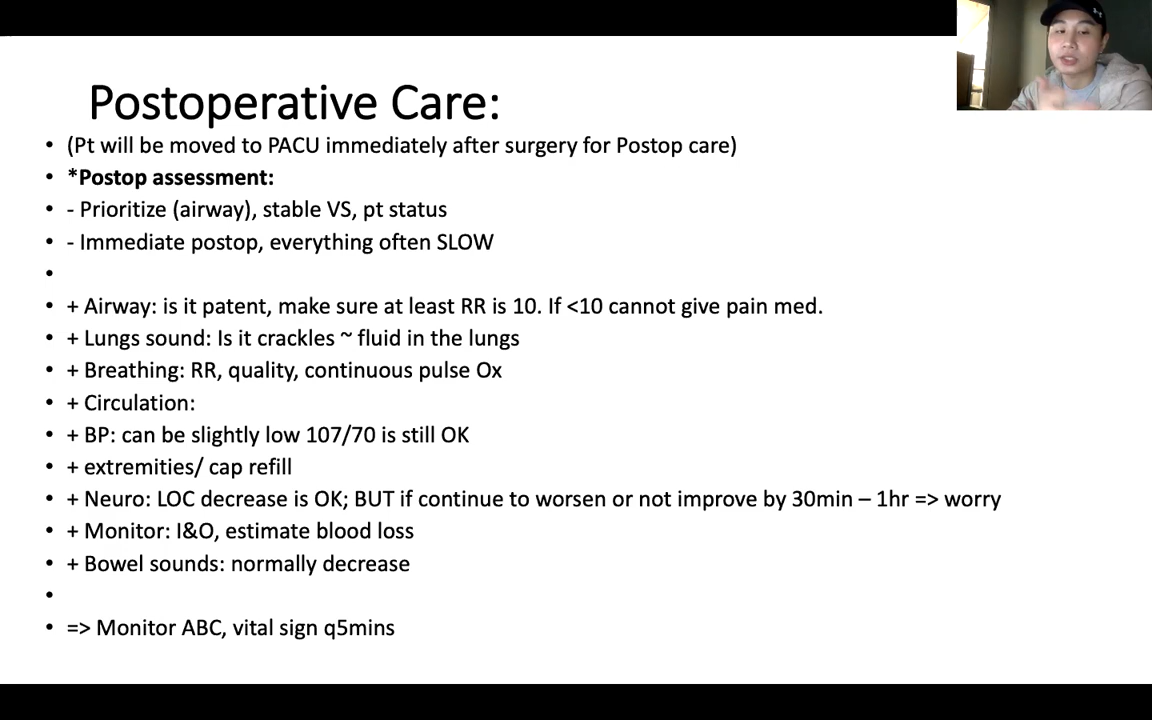 Postoperative Care:
• (Pt will be moved to PACU immediately after surgery for Postop care)
• *Postop assessment:
• - Prioritize (airway), stable VS, pt status
• - Immediate postop, everything often SLOW
•
• + Airway: is it patent, make sure at least RR is 10. If <10 cannot give pain med.
• + Lungs sound: Is it crackles ~ fluid in the lungs
• + Breathing: RR, quality, continuous pulse Ox
• + Circulation:
• + BP: can be slightly low 107/70 is still OK
• + extremities/ cap refill
• + Neuro: LOC decrease is OK; BUT if continue to worsen or not improve by 30min – 1hr => worry
• + Monitor: I&O, estimate blood loss
• + Bowel sounds: normally decrease
•
• => Monitor ABC, vital sign q5mins